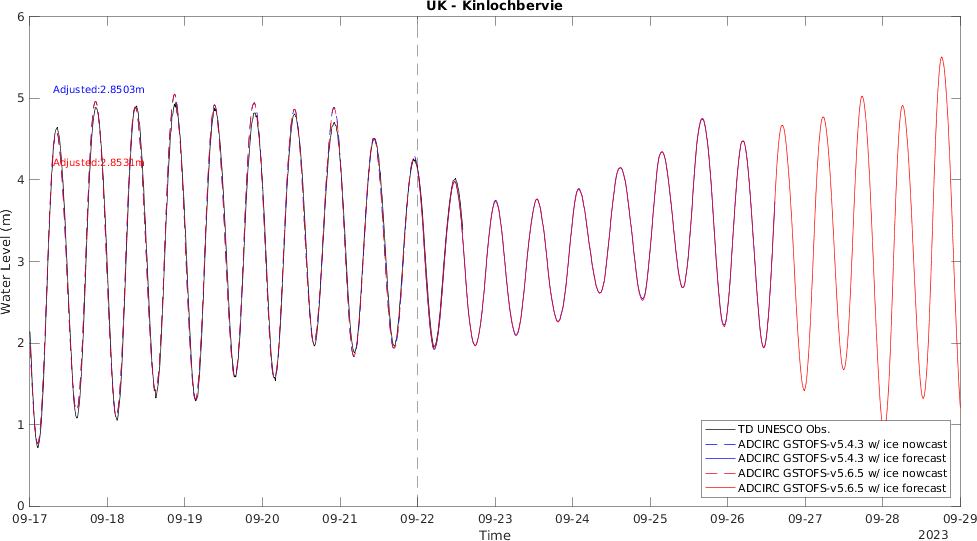 UK - Kinlochbervie
6
5
4
3
2
1
0
Water Level (m)
Adjusted:2.8503m
Adjusted:2.8531m
TD UNESCO Obs.
ADCIRC GSTOFS-v5.4.3 w/ ice nowcast
ADCIRC GSTOFS-v5.4.3 w/ ice forecast
ADCIRC GSTOFS-v5.6.5 w/ ice nowcast
ADCIRC GSTOFS-v5.6.5 w/ ice forecast
09-17 09-18 09-19 09-20 09-21 09-22 09-23 09-24 09-25 09-26 09-27 09-28 09-29
Time
2023